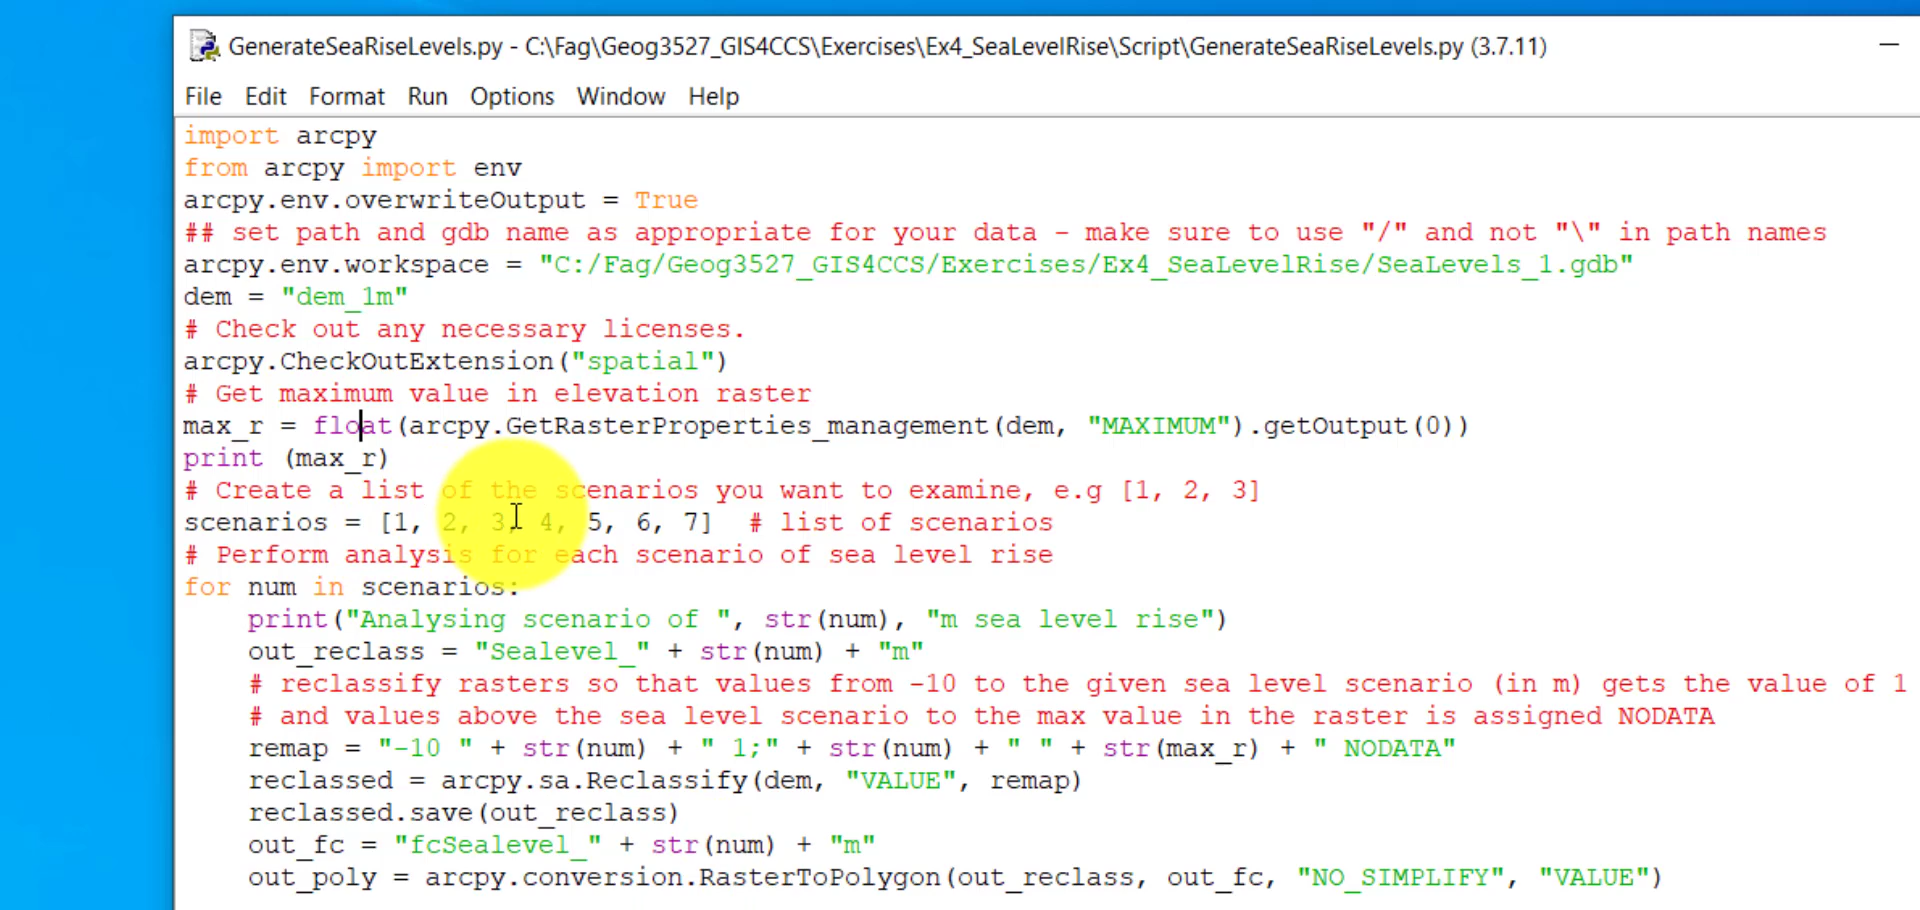 GenerateSeaRiseLevels.py - C:\Fag\Geog3527_GIS4CCS\Exercises\Ex4_SeaLevelRise\Script\GenerateSeaRiseLevels.py (3.7.11)
File Edit Format Run Options Window Help
import arcpy
from arcpy import env
arcpy.env.overwriteOutput = True
## set path and gdb name as appropriate for your data - make sure to use "/" and not "\" in path names
arcpy.env.workspace = "C:/Fag/Geog3527_GIS4CCS/Exercises/Ex4_SeaLevelRise/SeaLevels_1.gdb"
dem = "dem_1m"
# Check out any necessary licenses.
arcpy.CheckOutExtension("spatial")
# Get maximum value in elevation raster
max_r = float(arcpy.GetRasterProperties_management(dem, "MAXIMUM").getOutput(0))
print (max_r)
# Create a list of the scenarios you want to examine, e.g [1, 2, 3]
scenarios = [1, 2, 3, 4, 5, 6, 7]  # list of scenarios
# Perform analysis for each scenario of sea level rise
for num in scenarios:
    print("Analysing scenario of ", str(num), "m sea level rise")
    out_reclass = "Sealevel_" + str(num) + "m"
    # reclassify rasters so that values from -10 to the given sea level scenario (in m) gets the value of 1
    # and values above the sea level scenario to the max value in the raster is assigned NODATA
    remap = "-10 " + str(num) + " 1;" + str(num) + " " + str(max_r) + " NODATA"
    reclassed = arcpy.sa.Reclassify(dem, "VALUE", remap)
    reclassed.save(out_reclass)
    out_fc = "fcSealevel_" + str(num) + "m"
    out_poly = arcpy.conversion.RasterToPolygon(out_reclass, out_fc, "NO_SIMPLIFY", "VALUE")